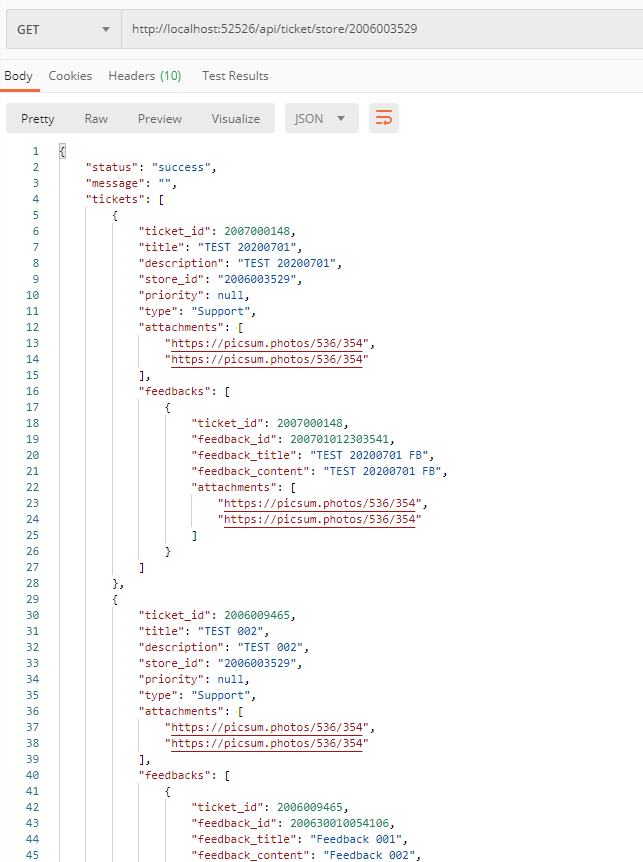 GET http://localhost:52526/api/ticket/store/2006003529
Body Cookies Headers (10) Test Results
Pretty Raw Preview Visualize JSON
1 {
2 "status": "success",
3 "message": "",
4 "tickets": [
5 {
6 "ticket_id": 2007000148,
7 "title": "TEST 20200701",
8 "description": "TEST 20200701",
9 "store_id": "2006003529",
10 "priority": null,
11 "type": "Support",
12 "attachments": [
13 "https://picsum.photos/536/354",
14 "https://picsum.photos/536/354"
15 ],
16 "feedbacks": [
17 {
18 "ticket_id": 2007000148,
19 "feedback_id": 200701012303541,
20 "feedback_title": "TEST 20200701 FB",
21 "feedback_content": "TEST 20200701 FB",
22 "attachments": [
23 "https://picsum.photos/536/354",
24 "https://picsum.photos/536/354"
25 ]
26 }
27 ]
28 },
29 {
30 "ticket_id": 2006009465,
31 "title": "TEST 002",
32 "description": "TEST 002",
33 "store_id": "2006003529",
34 "priority": null,
35 "type": "Support",
36 "attachments": [
37 "https://picsum.photos/536/354",
38 "https://picsum.photos/536/354"
39 ],
40 "feedbacks": [
41 {
42 "ticket_id": 2006009465,
43 "feedback_id": 200630010054106,
44 "feedback_title": "Feedback 001",
45 "feedback_content": "Feedback 002",